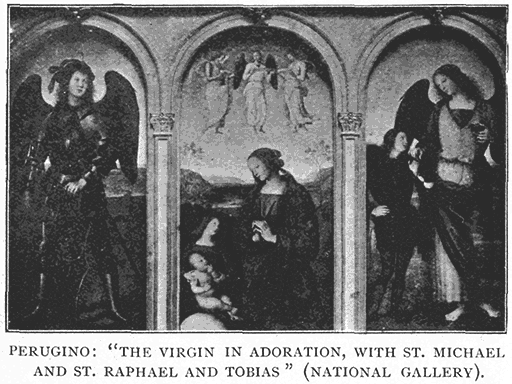 PERUGINO: "THE VIRGIN IN ADORATION, WITH ST. MICHAEL
AND ST. RAPHAEL AND TOBIAS" (NATIONAL GALLERY).